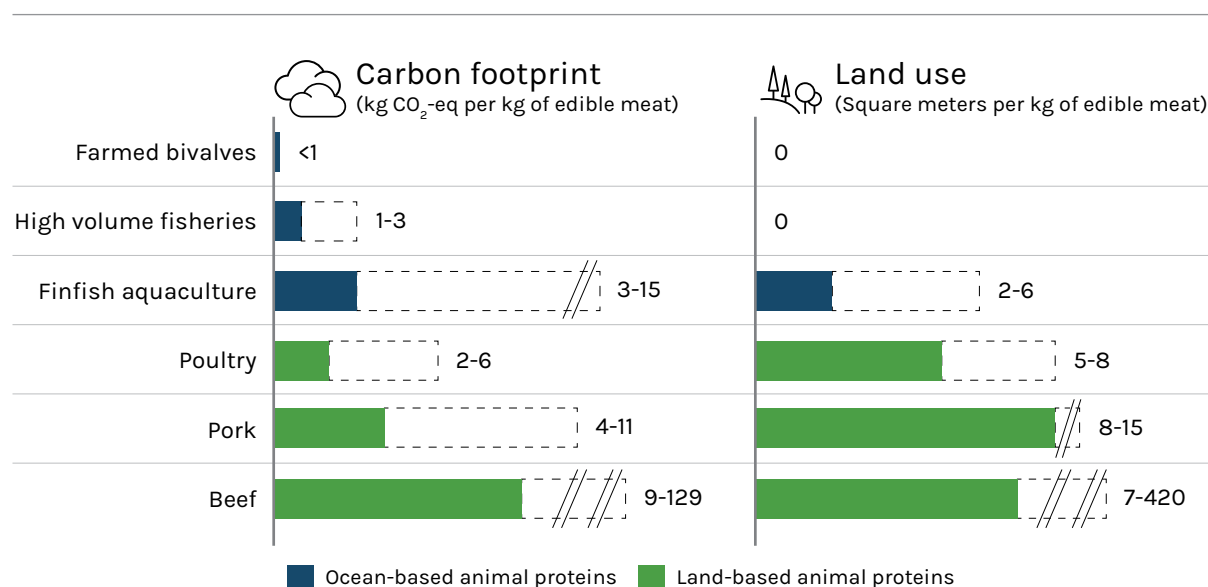 Carbon footprint
(kg CO₂-eq per kg of edible meat)
Land use
(Square meters per kg of edible meat)
Farmed bivalves
<1
0
High volume fisheries
1-3
0
Finfish aquaculture
3-15
2-6
Poultry
2-6
5-8
Pork
4-11
8-15
Beef
9-129
7-420
Ocean-based animal proteins
Land-based animal proteins